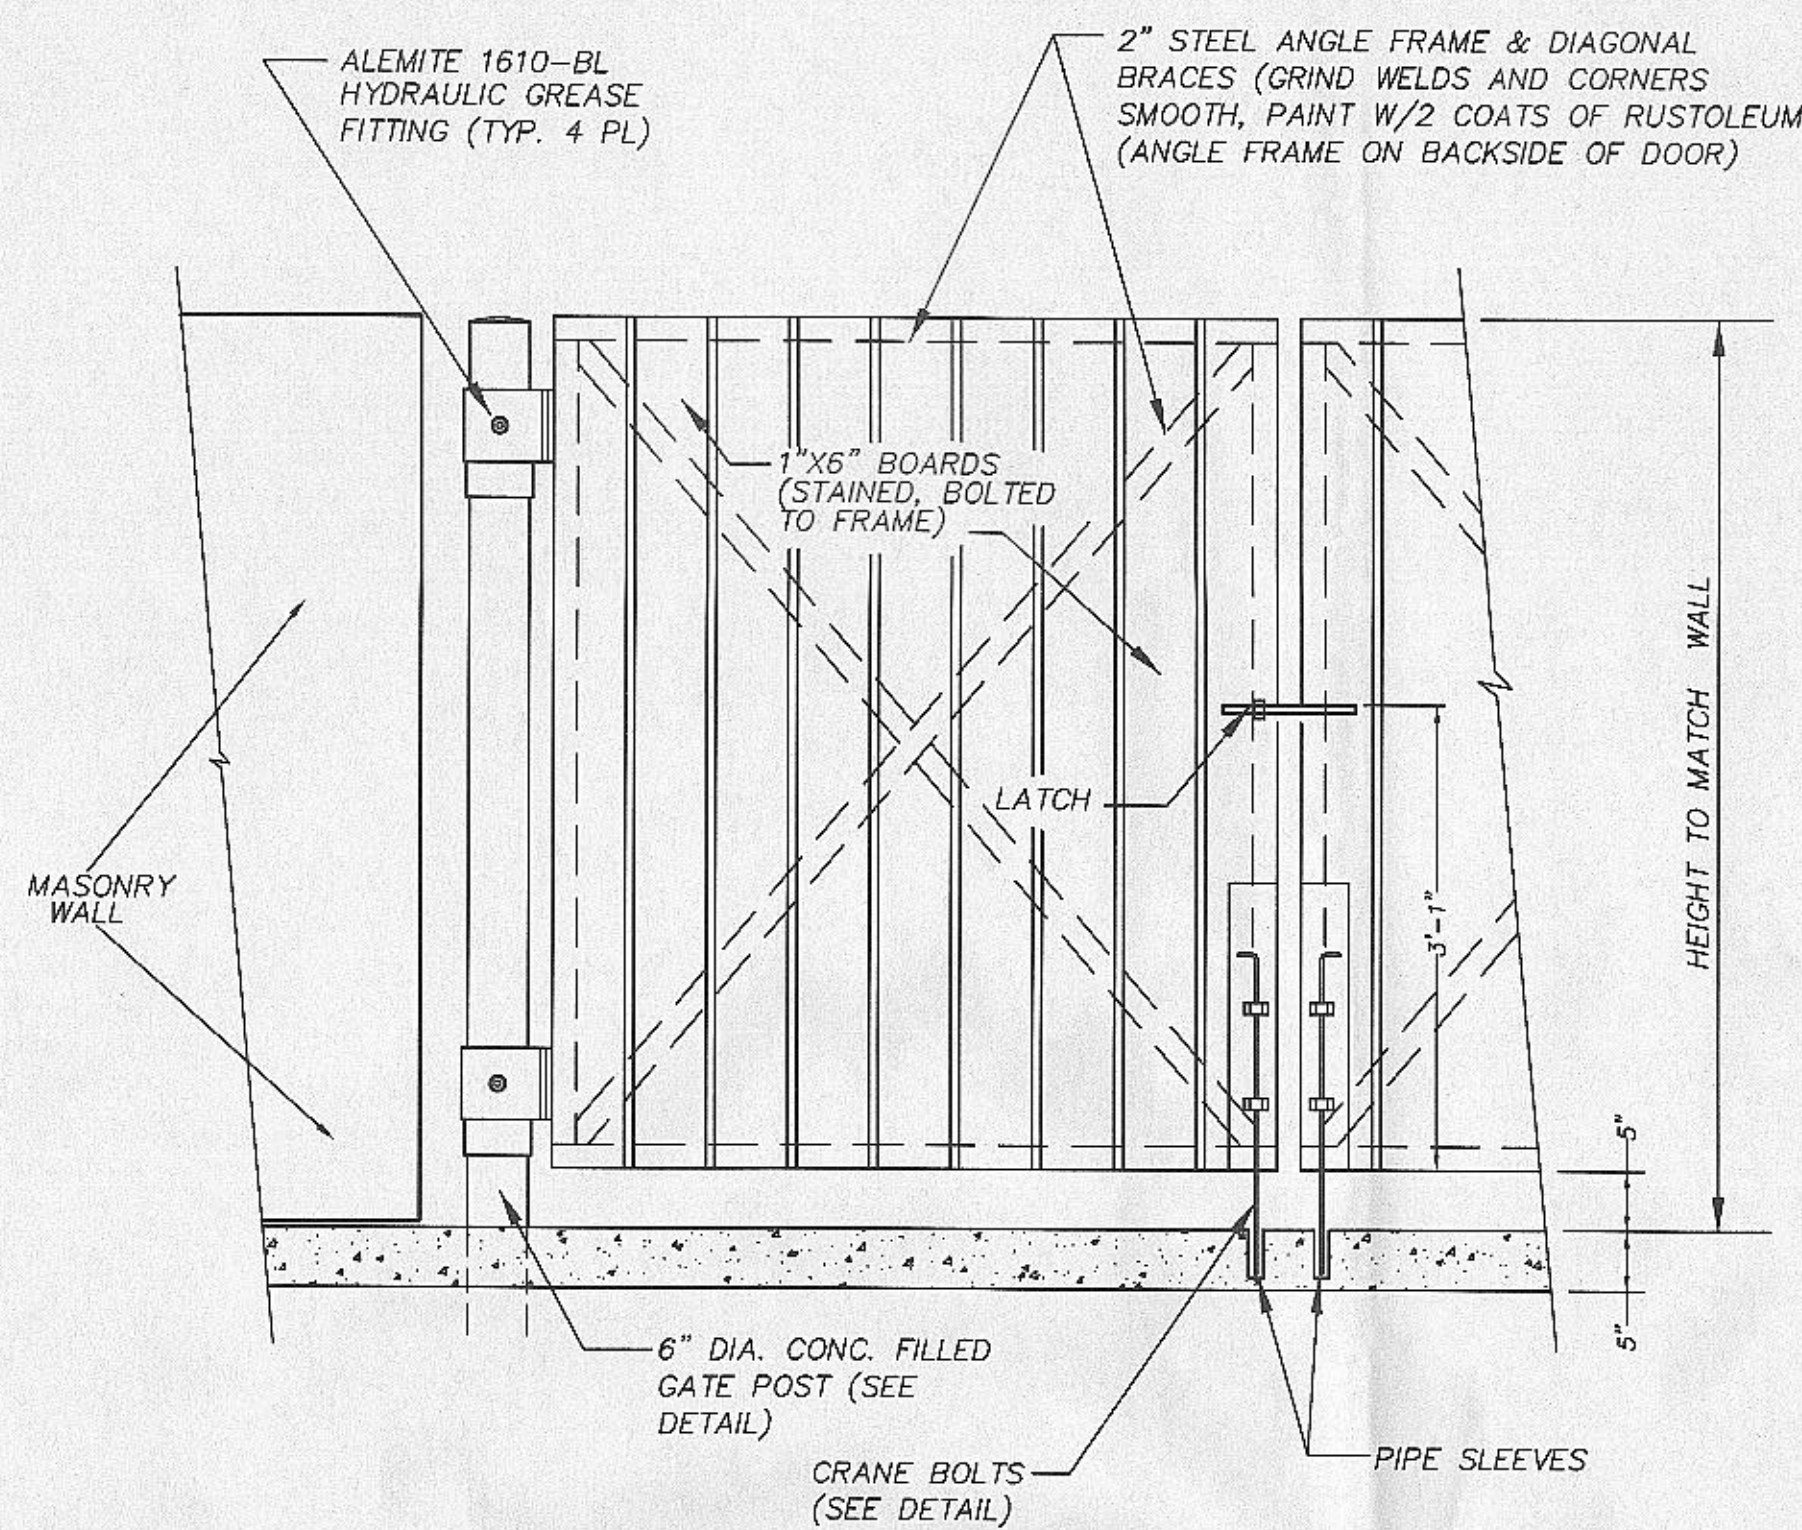 ALEMITE 1610-BL
HYDRAULIC GREASE
FITTING (TYP. 4 PL)
2" STEEL ANGLE FRAME & DIAGONAL
BRACES (GRIND WELDS AND CORNERS
SMOOTH, PAINT W/2 COATS OF RUSTOLEUM
(ANGLE FRAME ON BACKSIDE OF DOOR)
1"X6" BOARDS
(STAINED, BOLTED
TO FRAME)
LATCH
MASONRY
WALL
3'-1"
HEIGHT TO MATCH WALL
5"
5"
6" DIA. CONC. FILLED
GATE POST (SEE
DETAIL)
CRANE BOLTS
(SEE DETAIL)
PIPE SLEEVES